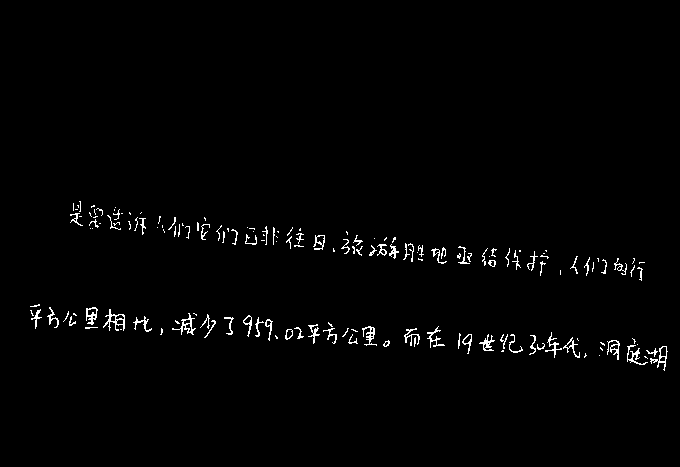 是要告诉人们它们已非往日，旅游胜地亟待保护，人们的行
平方公里相比，减少了959.02平方公里。而在19世纪30年代，洞庭湖